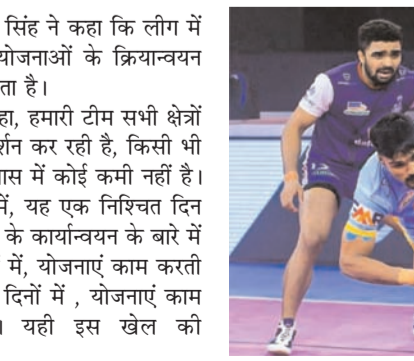 सिंह ने कहा कि लीग में
योजनाओं के क्रियान्वयन
ता है।
हा, हमारी टीम सभी क्षेत्रों
र्शन कर रही है, किसी भी
ास में कोई कमी नहीं है।
में, यह एक निश्चित दिन
के कार्यान्वयन के बारे में
में, योजनाएं काम करती
दिनों में , योजनाएं काम
। यही इस खेल की